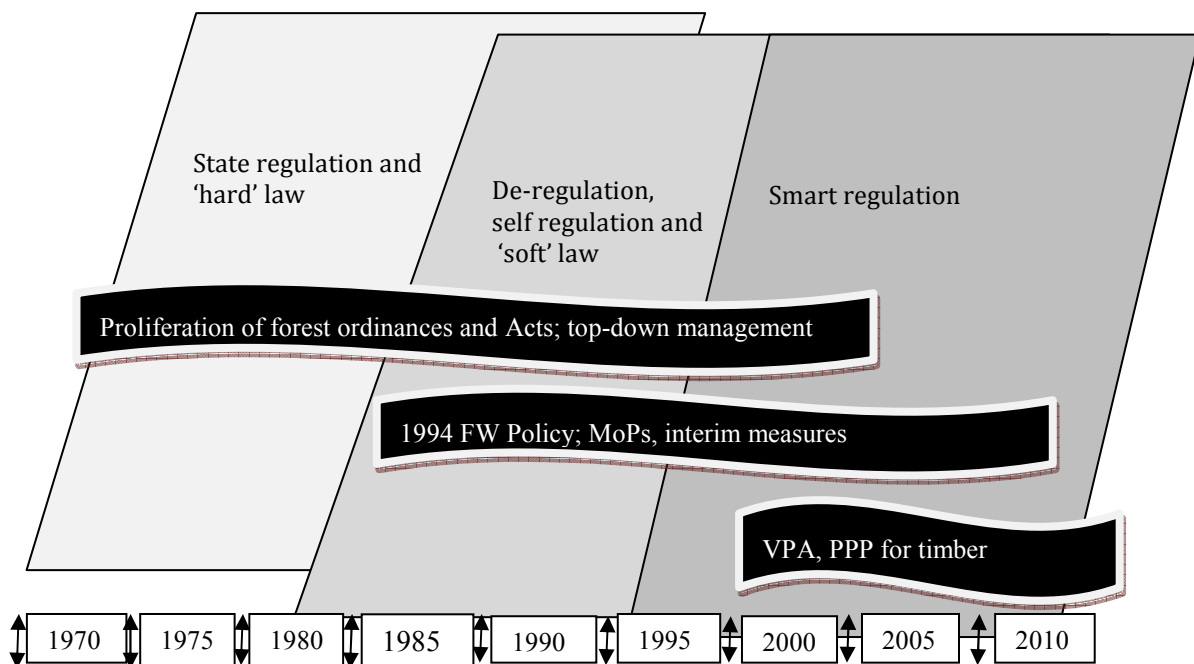 State regulation and
‘hard’ law
De-regulation,
self regulation and
‘soft’ law
Smart regulation
Proliferation of forest ordinances and Acts; top-down management
1994 FW Policy; MoPs, interim measures
VPA, PPP for timber
1970 1975 1980 1985 1990 1995 2000 2005 2010